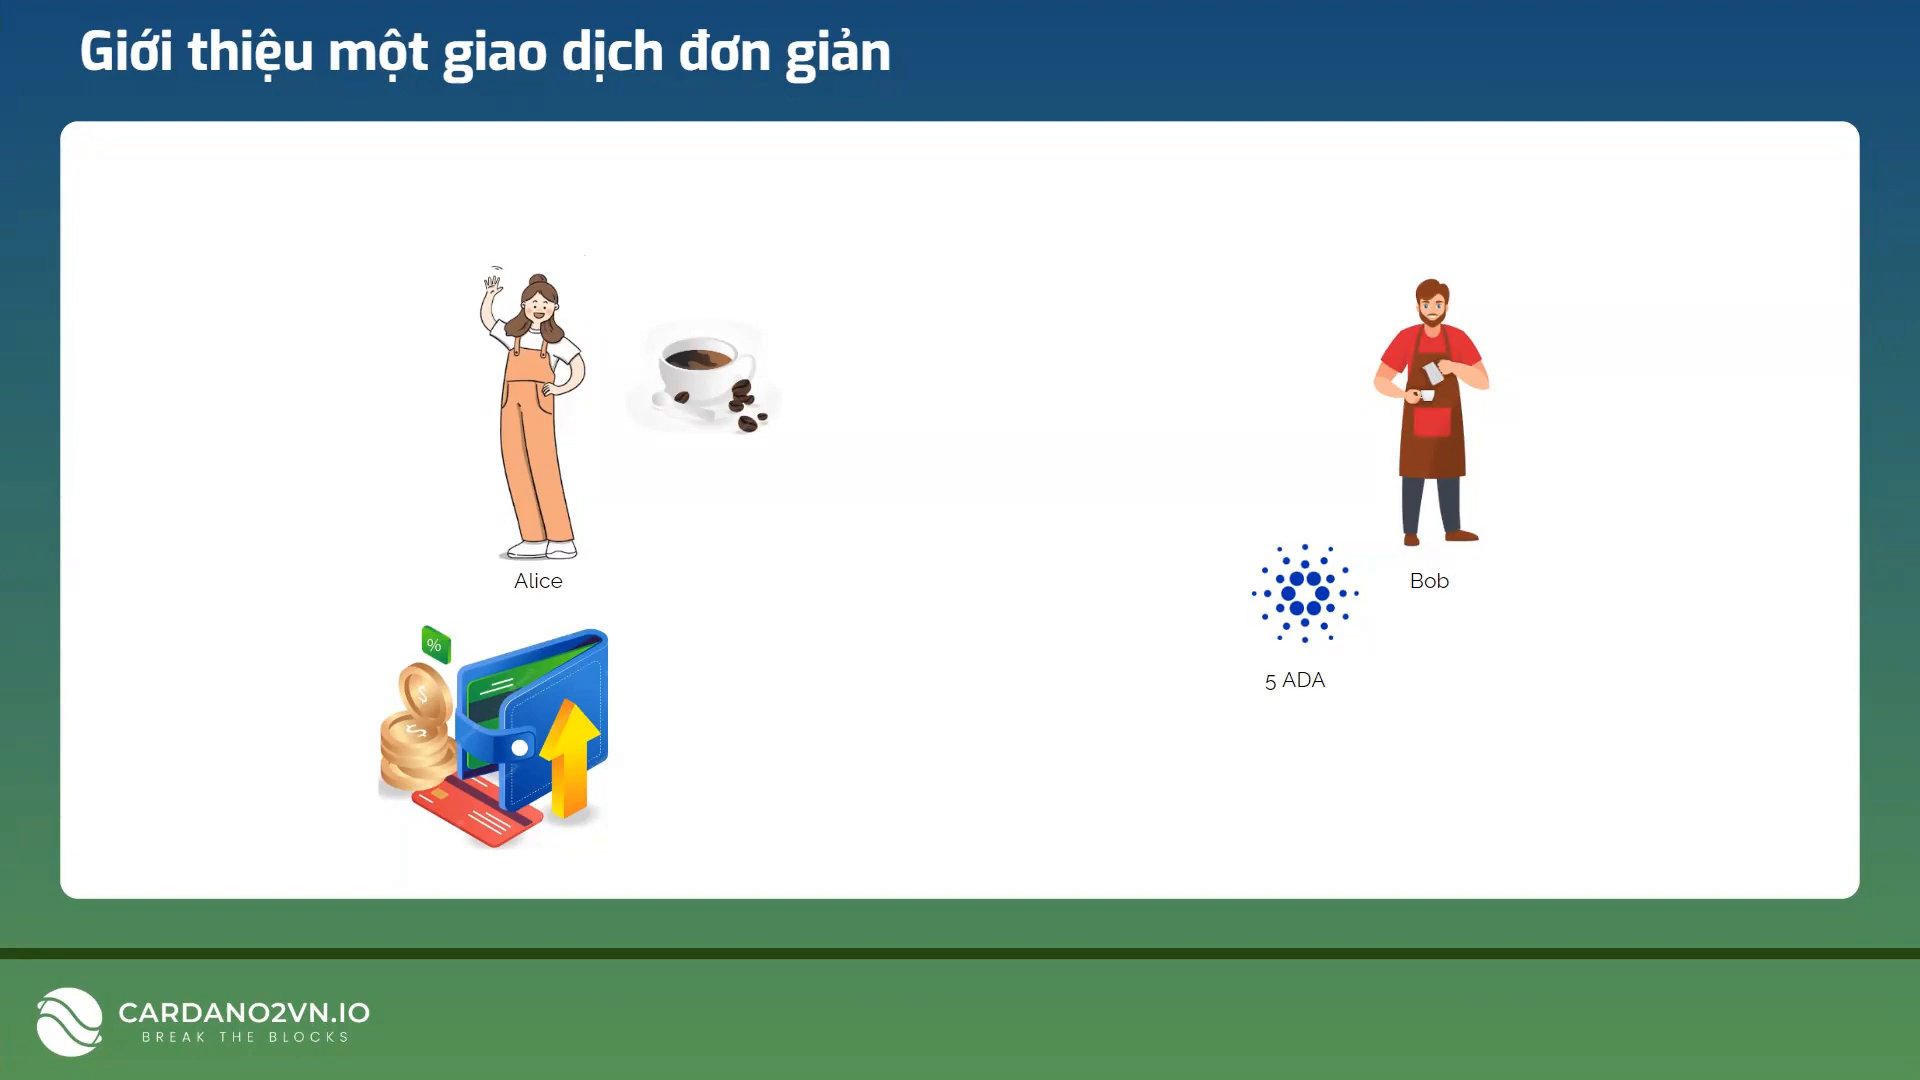 Giới thiệu một giao dịch đơn giản
Alice
Bob
%
$
$
5 ADA
CARDANO2VN.IO
BREAK THE BLOCKS